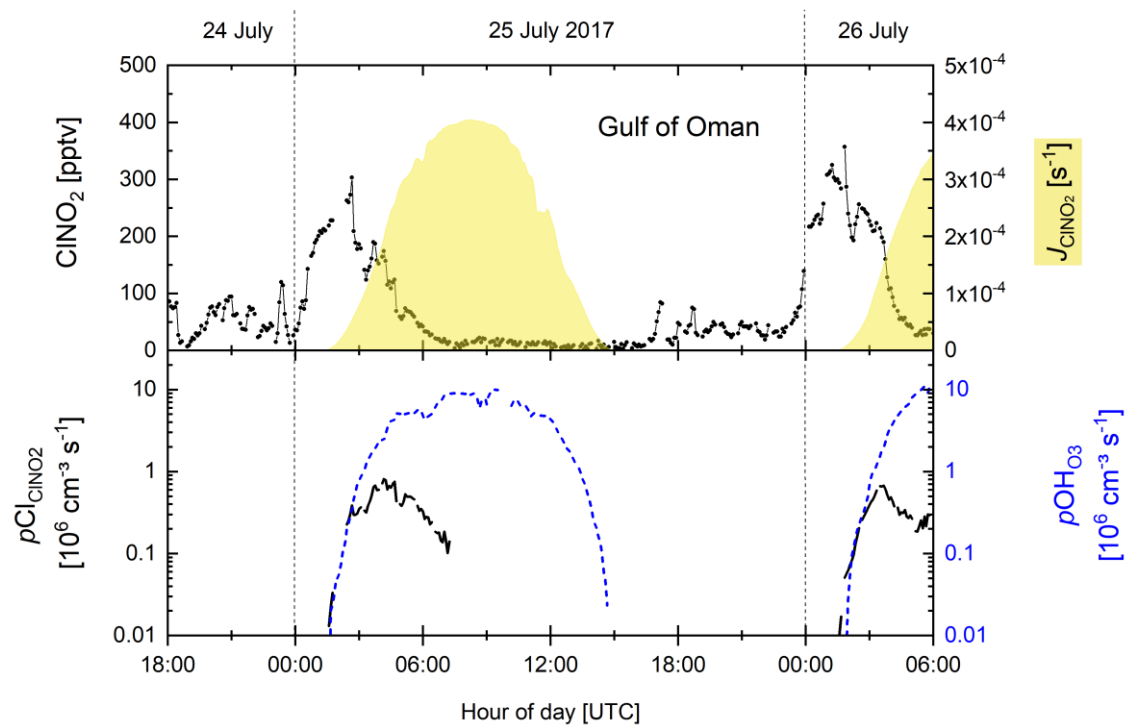 24 July 25 July 2017 26 July
500 5x10⁻⁴
400 4x10⁻⁴
300 3x10⁻⁴
200 2x10⁻⁴
100 1x10⁻⁴
0 0
Gulf of Oman
ClNO₂ [pptv]
J_ClNO₂ [s⁻¹]
10 10
1 1
0.1 0.1
0.01 0.01
pCl_ClNO2
[10⁶ cm⁻³ s⁻¹]
pOH_O3
[10⁶ cm⁻³ s⁻¹]
18:00 00:00 06:00 12:00 18:00 00:00 06:00
Hour of day [UTC]